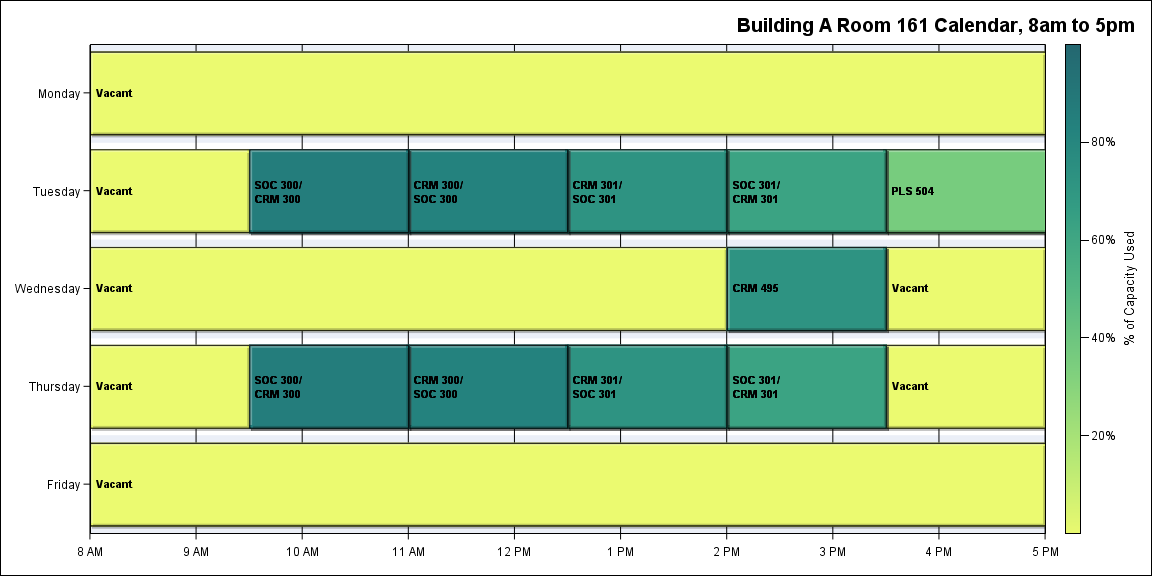 Building A Room 161 Calendar, 8am to 5pm
Monday
Vacant
Tuesday
Vacant
SOC 300/
CRM 300
CRM 300/
SOC 300
CRM 301/
SOC 301
SOC 301/
CRM 301
PLS 504
Wednesday
Vacant
CRM 495
Vacant
Thursday
Vacant
SOC 300/
CRM 300
CRM 300/
SOC 300
CRM 301/
SOC 301
SOC 301/
CRM 301
Vacant
Friday
Vacant
8 AM
9 AM
10 AM
11 AM
12 PM
1 PM
2 PM
3 PM
4 PM
5 PM
80%
60%
40%
20%
% of Capacity Used